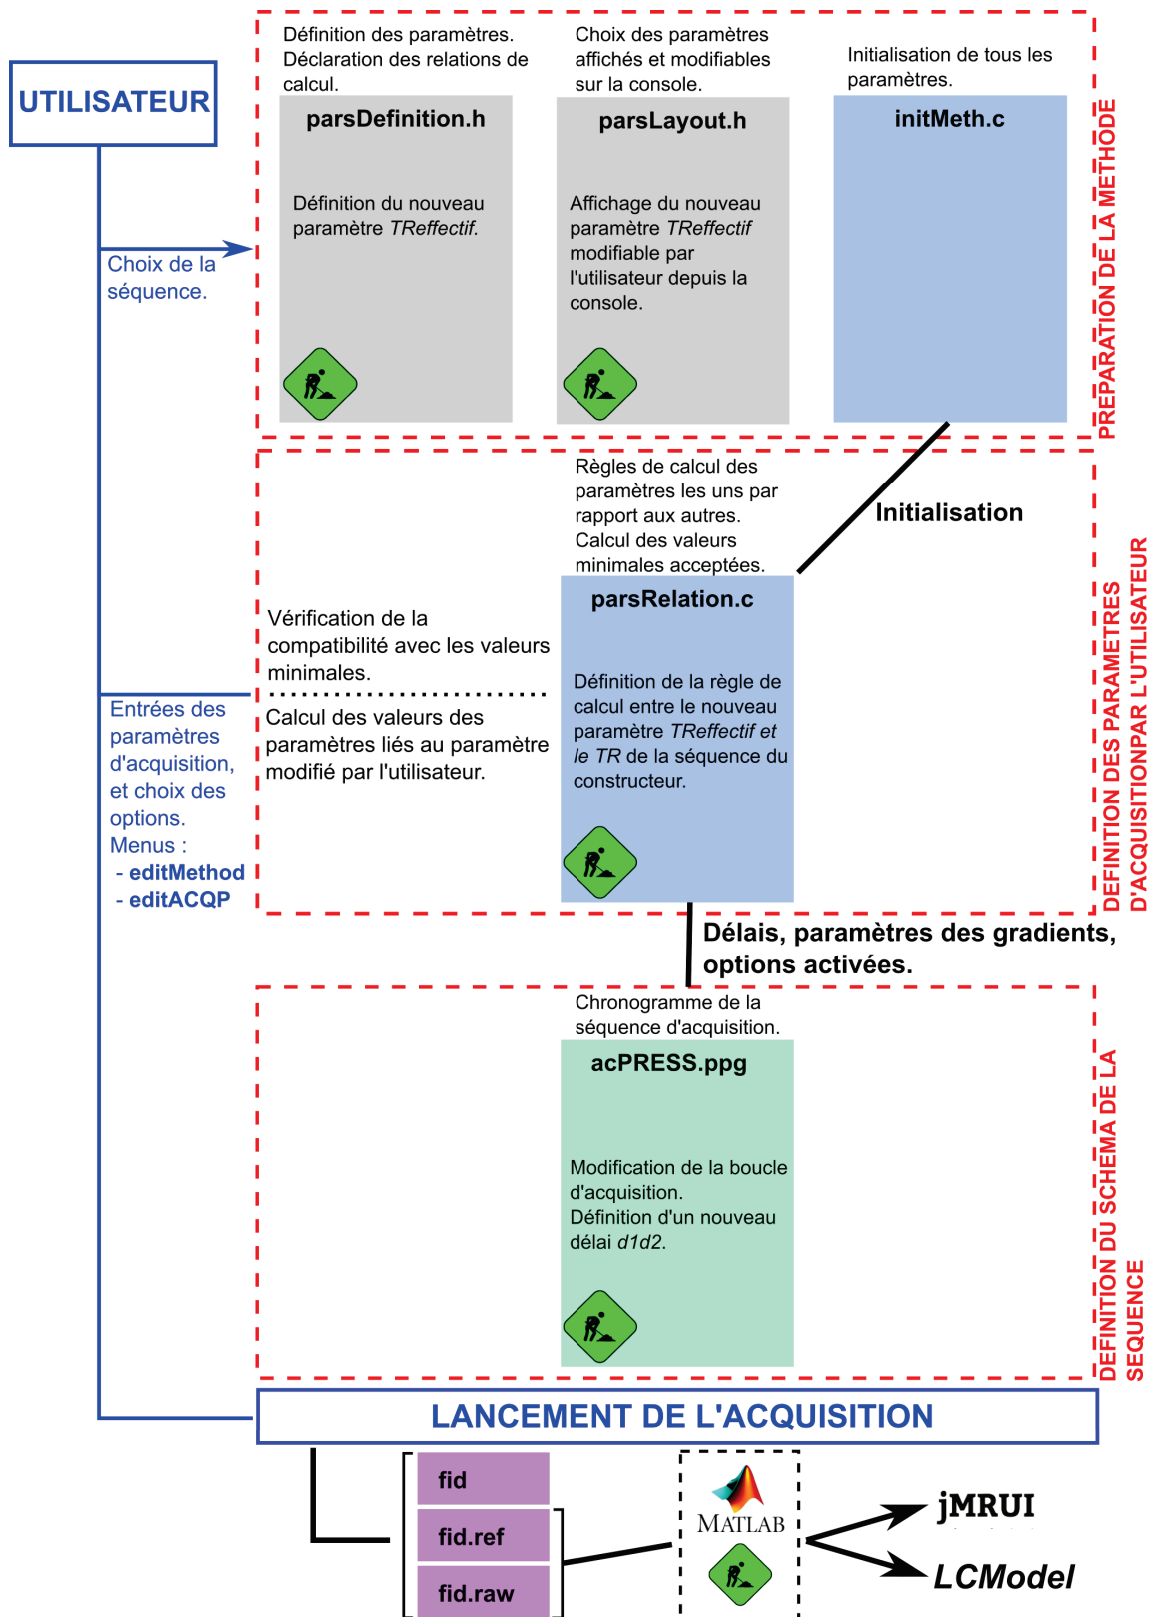 UTILISATEUR
Choix de la
séquence.
Définition des paramètres.
Déclaration des relations de
calcul.
parsDefinition.h
Définition du nouveau
paramètre TReffectif.
Choix des paramètres
affichés et modifiables
sur la console.
parsLayout.h
Affichage du nouveau
paramètre TReffectif
modifiable par
l'utilisateur depuis la
console.
Initialisation de tous les
paramètres.
initMeth.c
PREPARATION DE LA METHODE
Initialisation
Règles de calcul des
paramètres les uns par
rapport aux autres.
Calcul des valeurs
minimales acceptées.
parsRelation.c
Définition de la règle de
calcul entre le nouveau
paramètre TReffectif et
le TR de la séquence du
constructeur.
Vérification de la
compatibilité avec les valeurs
minimales.
Calcul des valeurs des
paramètres liés au paramètre
modifié par l'utilisateur.
Entrées des
paramètres
d'acquisition,
et choix des
options.
Menus :
- editMethod
- editACQP
DEFINITION DES PARAMETRES
D'ACQUISITIONPAR L'UTILISATEUR
Délais, paramètres des gradients,
options activées.
Chronogramme de la
séquence d'acquisition.
acPRESS.ppg
Modification de la boucle
d'acquisition.
Définition d'un nouveau
délai d1d2.
DEFINITION DU SCHEMA DE LA
SEQUENCE
LANCEMENT DE L'ACQUISITION
fid
fid.ref
fid.raw
MATLAB
jMRUI
LCModel